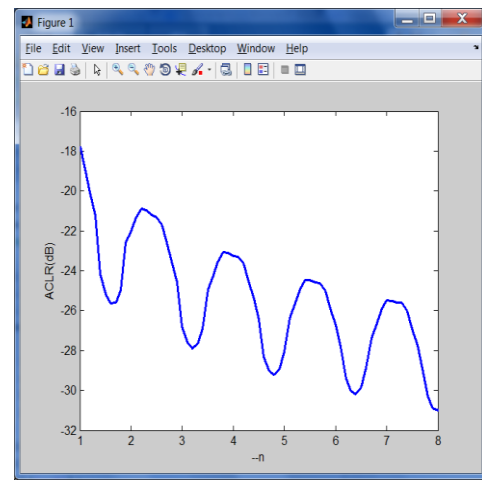 Figure 1
File Edit View Insert Tools Desktop Window Help
-16
-18
-20
-22
-24
-26
-28
-30
-32
ACLR(dB)
1 2 3 4 5 6 7 8
--n